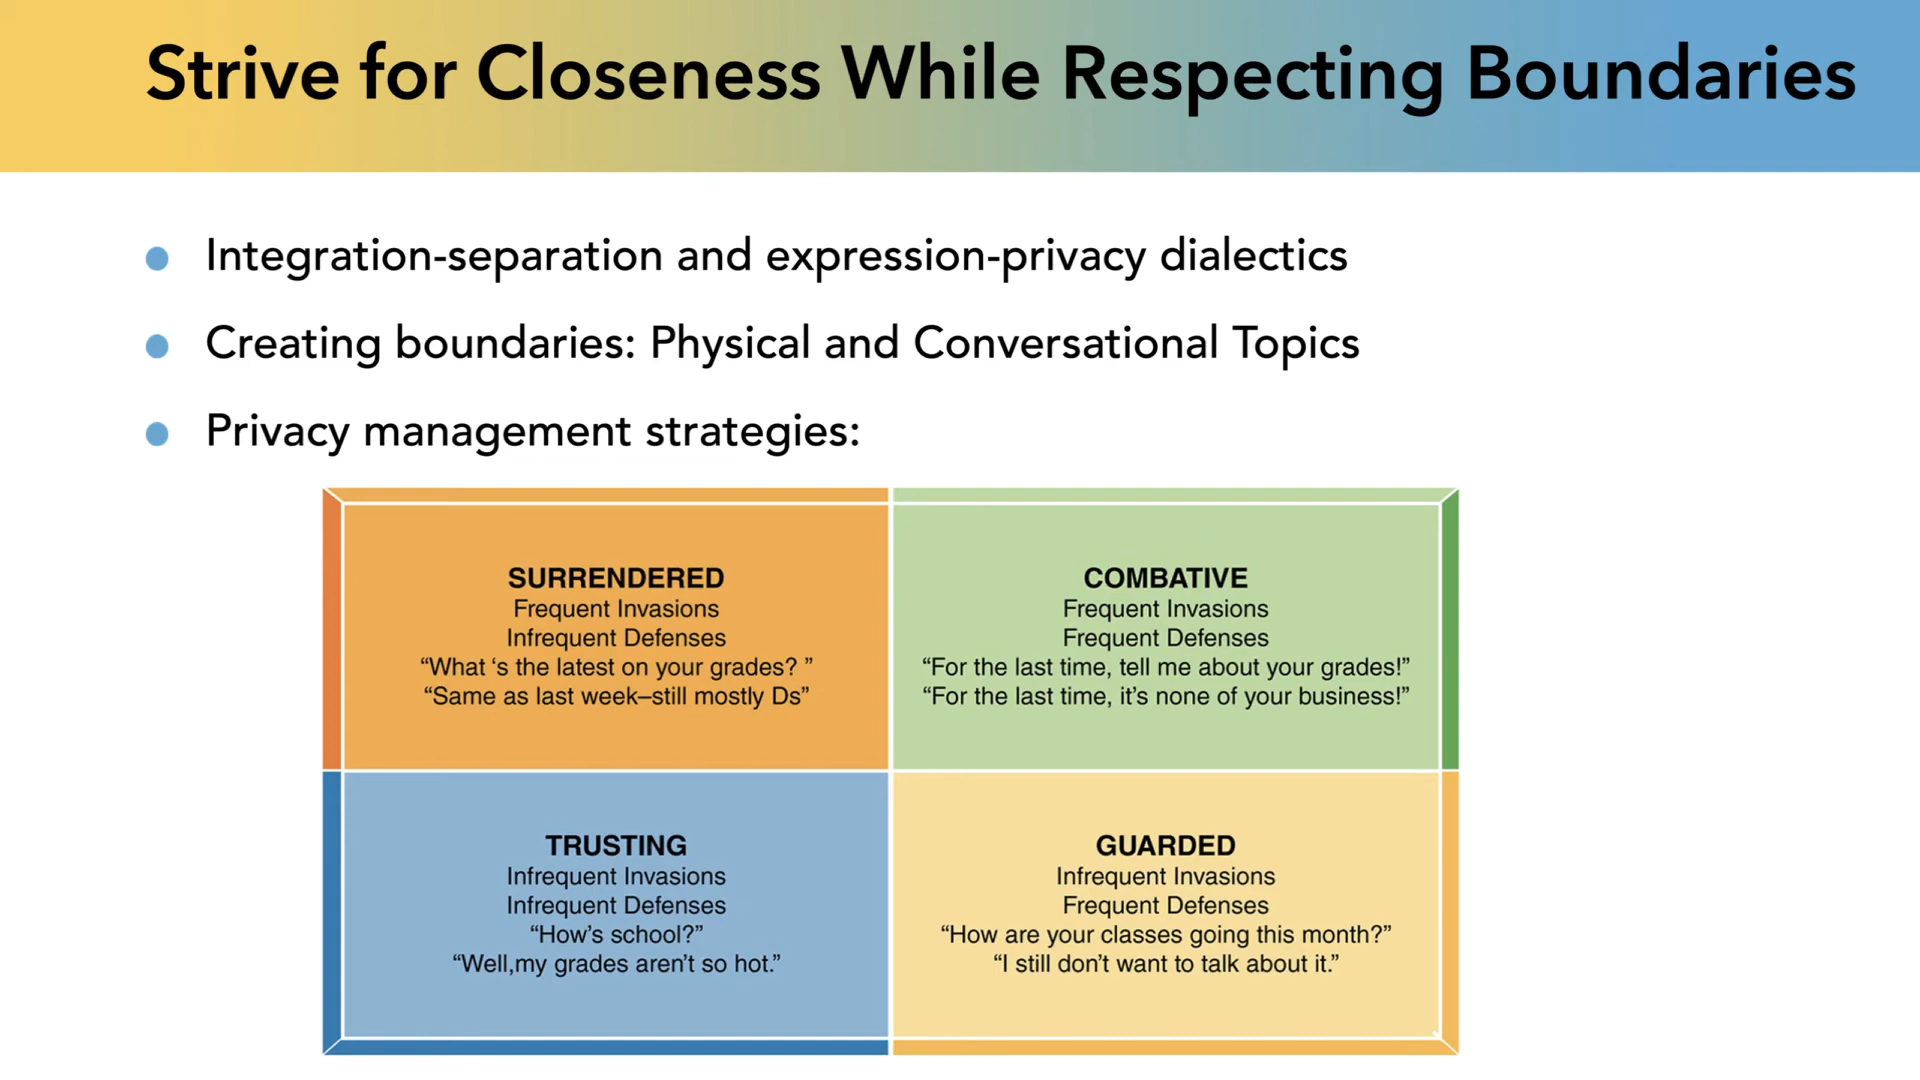 Strive for Closeness While Respecting Boundaries
Integration-separation and expression-privacy dialectics
Creating boundaries: Physical and Conversational Topics
Privacy management strategies:
SURRENDERED
Frequent Invasions
Infrequent Defenses
“What ‘s the latest on your grades? ”
“Same as last week–still mostly Ds”
COMBATIVE
Frequent Invasions
Frequent Defenses
“For the last time, tell me about your grades!”
“For the last time, it’s none of your business!”
TRUSTING
Infrequent Invasions
Infrequent Defenses
“How’s school?”
“Well,my grades aren’t so hot.”
GUARDED
Infrequent Invasions
Frequent Defenses
“How are your classes going this month?”
“I still don’t want to talk about it.”